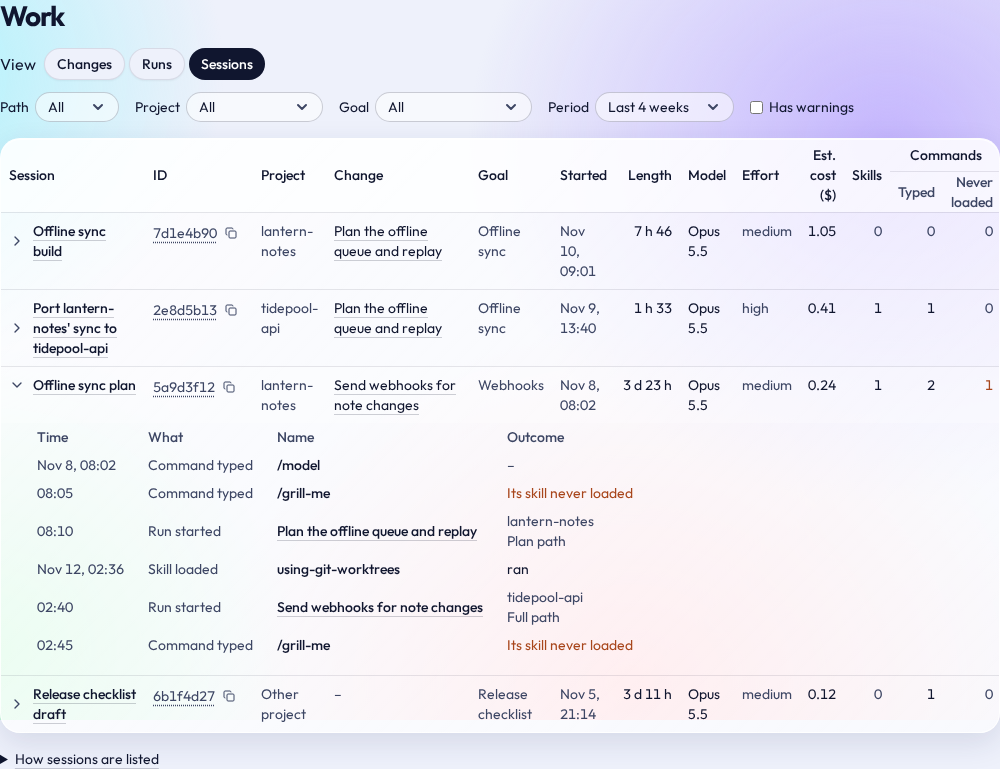 Work
View Changes Runs Sessions
Path All Project All Goal All Period Last 4 weeks Has warnings
Session ID Project Change Goal Started Length Model Effort Est. cost ($) Skills Commands Typed Never loaded
Offline sync build 7d1e4b90 lantern-notes Plan the offline queue and replay Offline sync Nov 10, 09:01 7 h 46 Opus 5.5 medium 1.05 0 0 0
Port lantern-notes' sync to tidepool-api 2e8d5b13 tidepool-api Plan the offline queue and replay Offline sync Nov 9, 13:40 1 h 33 Opus 5.5 high 0.41 1 1 0
Offline sync plan 5a9d3f12 lantern-notes Send webhooks for note changes Webhooks Nov 8, 08:02 3 d 23 h Opus 5.5 medium 0.24 1 2 1
Time What Name Outcome
Nov 8, 08:02 Command typed /model –
08:05 Command typed /grill-me Its skill never loaded
08:10 Run started Plan the offline queue and replay lantern-notes Plan path
Nov 12, 02:36 Skill loaded using-git-worktrees ran
02:40 Run started Send webhooks for note changes tidepool-api Full path
02:45 Command typed /grill-me Its skill never loaded
Release checklist draft 6b1f4d27 Other project – Release checklist Nov 5, 21:14 3 d 11 h Opus 5.5 medium 0.12 0 1 0
How sessions are listed